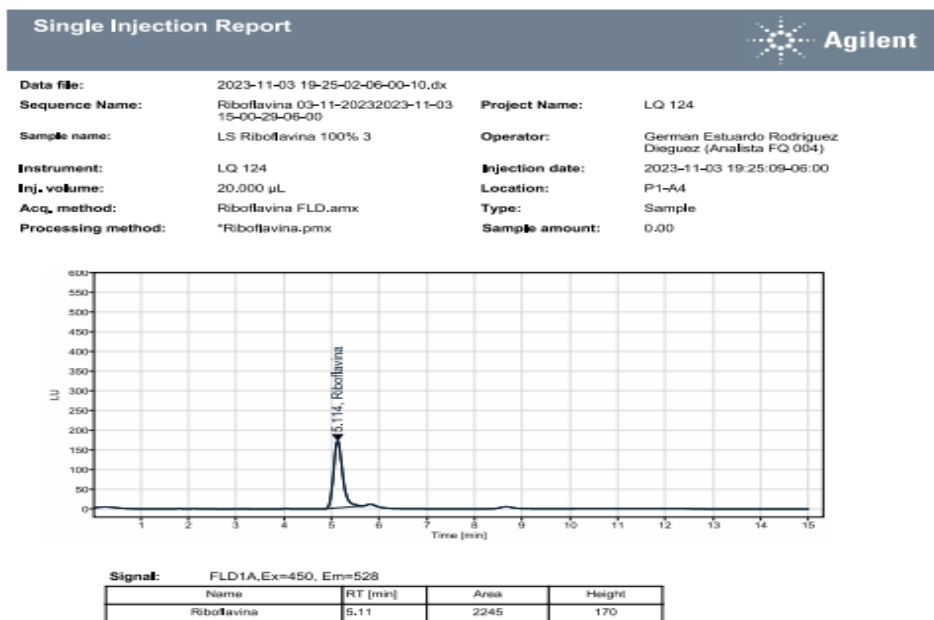 Single Injection Report
Agilent
Data file: 2023-11-03 19-25-02-06-00-10.dx
Sequence Name: Riboflavina 03-11-20232023-11-03 15-00-29-06-00 Project Name: LQ 124
Sample name: LS Riboflavina 100% 3 Operator: German Estuardo Rodriguez Dieguez (Analista FQ 004)
Instrument: LQ 124 Injection date: 2023-11-03 19:25:09-06:00
Inj. volume: 20.000 µL Location: P1-A4
Acq. method: Riboflavina FLD.amx Type: Sample
Processing method: *Riboflavina.pmx Sample amount: 0.00
600
550
500
450
400
350
300
250
200
150
100
50
0
LU
5.114, Riboflavina
1 2 3 4 5 6 7 8 9 10 11 12 13 14 15
Time [min]
Signal: FLD1A,Ex=450, Em=528
Name RT [min] Area Height
Riboflavina 5.11 2245 170